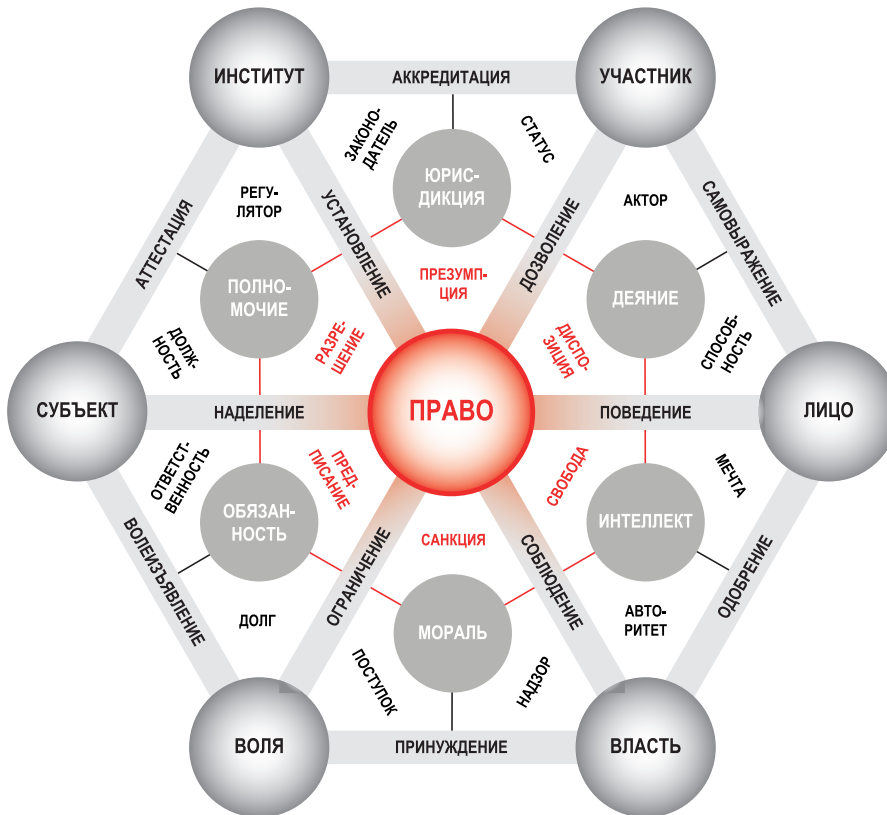 ИНСТИТУТ
АККРЕДИТАЦИЯ
УЧАСТНИК
ЗАКОНО-
ДАТЕЛЬ
СТАТУС
ЮРИС-
ДИКЦИЯ
РЕГУ-
ЛЯТОР
АКТОР
АТТЕСТАЦИЯ
УСТАНОВЛЕНИЕ
ДОЗВОЛЕНИЕ
САМОВЫРАЖЕНИЕ
ПРЕЗУМП-
ЦИЯ
ПОЛНО-
МОЧИЕ
ДЕЯНИЕ
ДОЛЖ-
НОСТЬ
РАЗРЕ-
ШЕНИЕ
ДИСПО-
ЗИЦИЯ
СПОСОБ-
НОСТЬ
СУБЪЕКТ
НАДЕЛЕНИЕ
ПРАВО
ПОВЕДЕНИЕ
ЛИЦО
ОТВЕТСТ-
ВЕННОСТЬ
ПРЕД-
ПИСАНИЕ
СВОБОДА
МЕЧТА
ОБЯЗАН-
НОСТЬ
САНКЦИЯ
ИНТЕЛЛЕКТ
ВОЛЕИЗЪЯВЛЕНИЕ
ОГРАНИЧЕНИЕ
СОБЛЮДЕНИЕ
ОДОБРЕНИЕ
ДОЛГ
МОРАЛЬ
АВТО-
РИТЕТ
ПОСТУПОК
НАДЗОР
ВОЛЯ
ПРИНУЖДЕНИЕ
ВЛАСТЬ